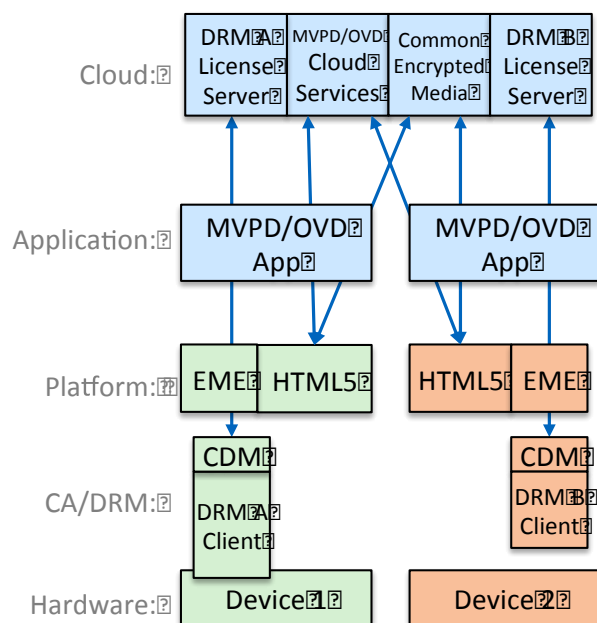 Cloud:
DRM A
License
Server
MVPD/OVD
Cloud
Services
Common
Encrypted
Media
DRM B
License
Server
Application:
MVPD/OVD
App
MVPD/OVD
App
Platform:
EME
HTML5
HTML5
EME
CA/DRM:
CDM
DRM A
Client
CDM
DRM B
Client
Hardware:
Device 1
Device 2